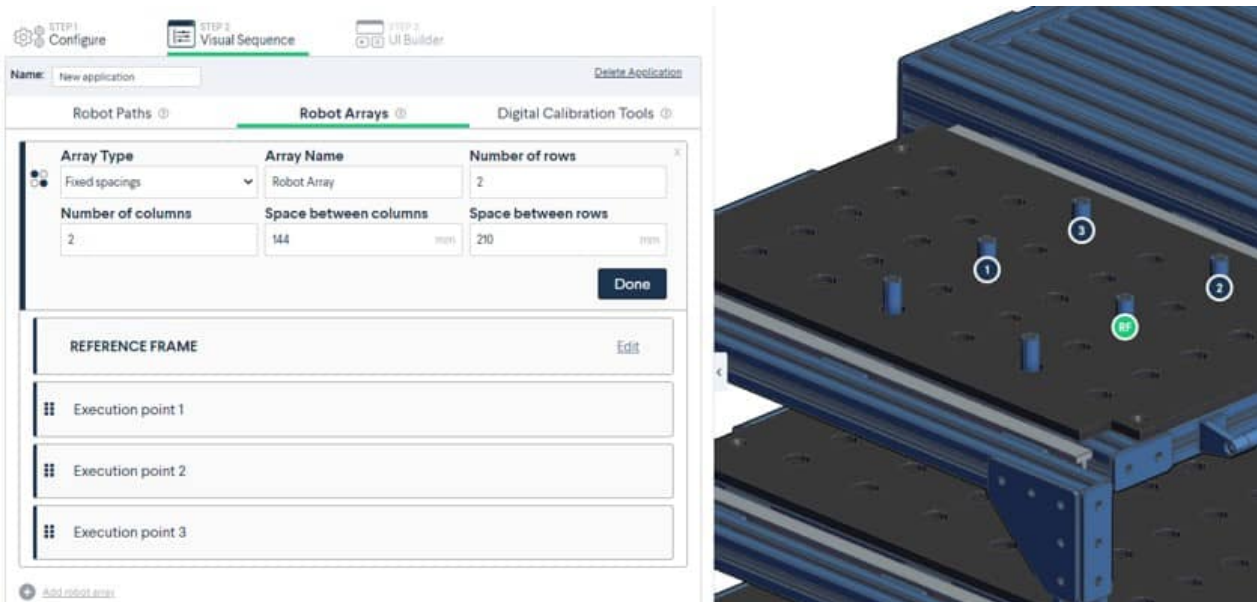 STEP 1
Configure
STEP 2
Visual Sequence
STEP 3
UI Builder
Name: New application
Delete Application
Robot Paths
Robot Arrays
Digital Calibration Tools
Array Type
Array Name
Number of rows
x
Fixed spacings
Robot Array
2
Number of columns
Space between columns
Space between rows
2
144 mm
210 mm
Done
REFERENCE FRAME
Edit
Execution point 1
Execution point 2
Execution point 3
Add robot array
3
1
2
RF